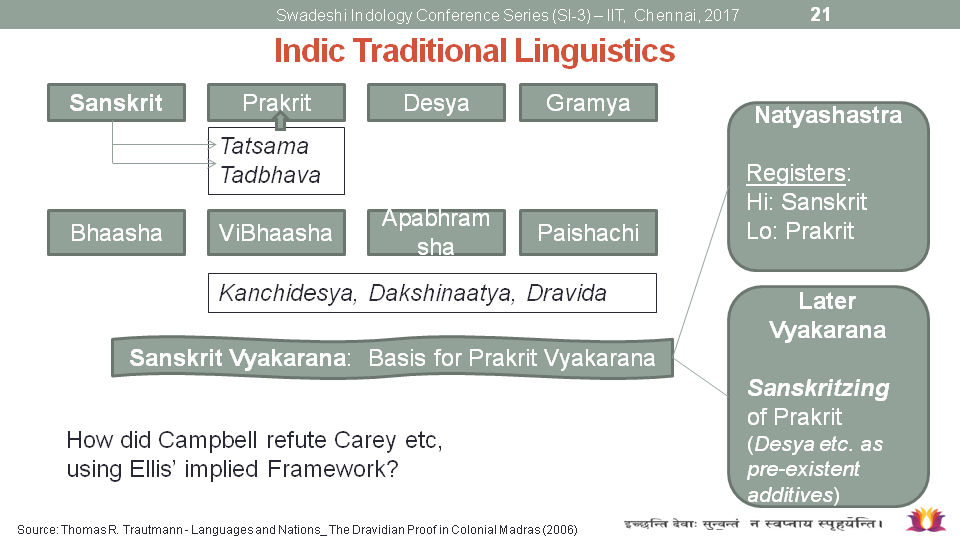 Swadeshi Indology Conference Series (SI-3) – IIT, Chennai, 2017
21
Indic Traditional Linguistics
Sanskrit
Prakrit
Desya
Gramya
Tatsama
Tadbhava
Bhaasha
ViBhaasha
Apabhram
sha
Paishachi
Kanchidesya, Dakshinaatya, Dravida
Sanskrit Vyakarana: Basis for Prakrit Vyakarana
Natyashastra
Registers:
Hi: Sanskrit
Lo: Prakrit
Later
Vyakarana
Sanskritzing
of Prakrit
(Desya etc. as
pre-existent
additives)
How did Campbell refute Carey etc,
using Ellis’ implied Framework?
Source: Thomas R. Trautmann - Languages and Nations_ The Dravidian Proof in Colonial Madras (2006)
इच्छन्ति देवाः सुन्वन्तं न स्वप्नाय स्पृहयन्ति।